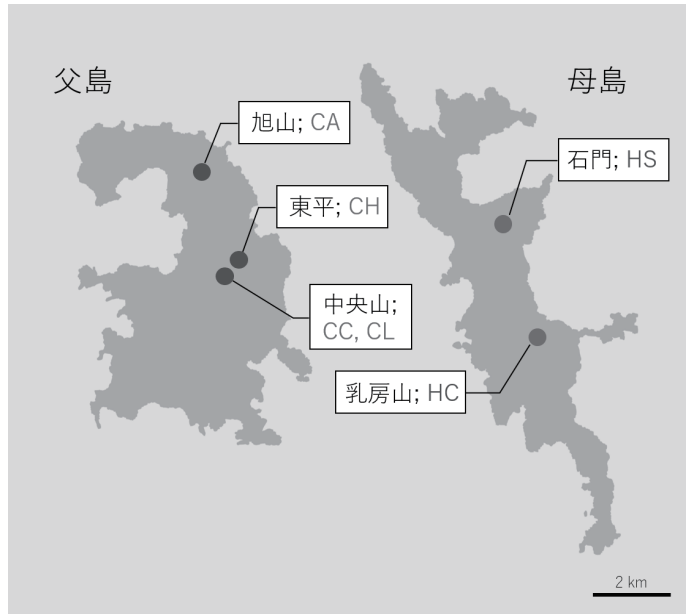 父島
母島
旭山; CA
石門; HS
東平; CH
中央山;
CC, CL
乳房山; HC
2 km